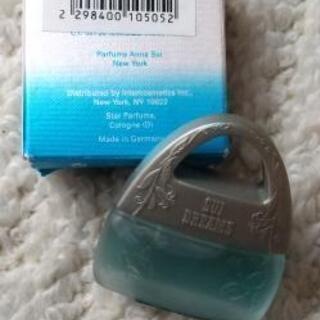 2 298400 105052
Parfums Anna Sui
New York
Distributed by Intercosmetics Inc.,
New York, NY 10022
Star Parfums,
Cologne (D)
Made in Germany
SUI
DREAMS